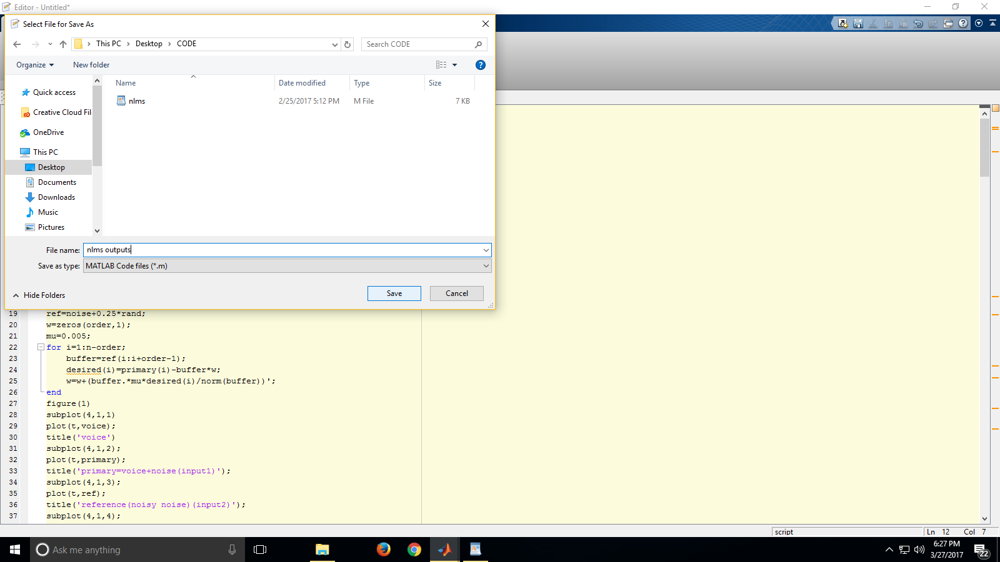 Editor - Untitled*
Select File for Save As
This PC > Desktop > CODE
Search CODE
Organize
New folder
Name
Date modified
Type
Size
nlms
2/25/2017 5:12 PM
M File
7 KB
Quick access
Creative Cloud Fil
OneDrive
This PC
Desktop
Documents
Downloads
Music
Pictures
File name: nlms outputs
Save as type: MATLAB Code files (*.m)
Hide Folders
Save
Cancel
19 ref=noise+0.25*rand;
20 w=zeros(order,1);
21 mu=0.005;
22 for i=1:n-order;
23 buffer=ref(i:i+order-1);
24 desired(i)=primary(i)-buffer*w;
25 w=w+(buffer.*mu*desired(i)/norm(buffer))';
26 end
27 figure(1)
28 subplot(4,1,1)
29 plot(t,voice);
30 title('voice')
31 subplot(4,1,2);
32 plot(t,primary);
33 title('primary=voice+noise(input1)');
34 subplot(4,1,3);
35 plot(t,ref);
36 title('reference(noisy noise)(input2)');
37 subplot(4,1,4);
script
Ln 12 Col 7
Ask me anything
6:27 PM
3/27/2017
22